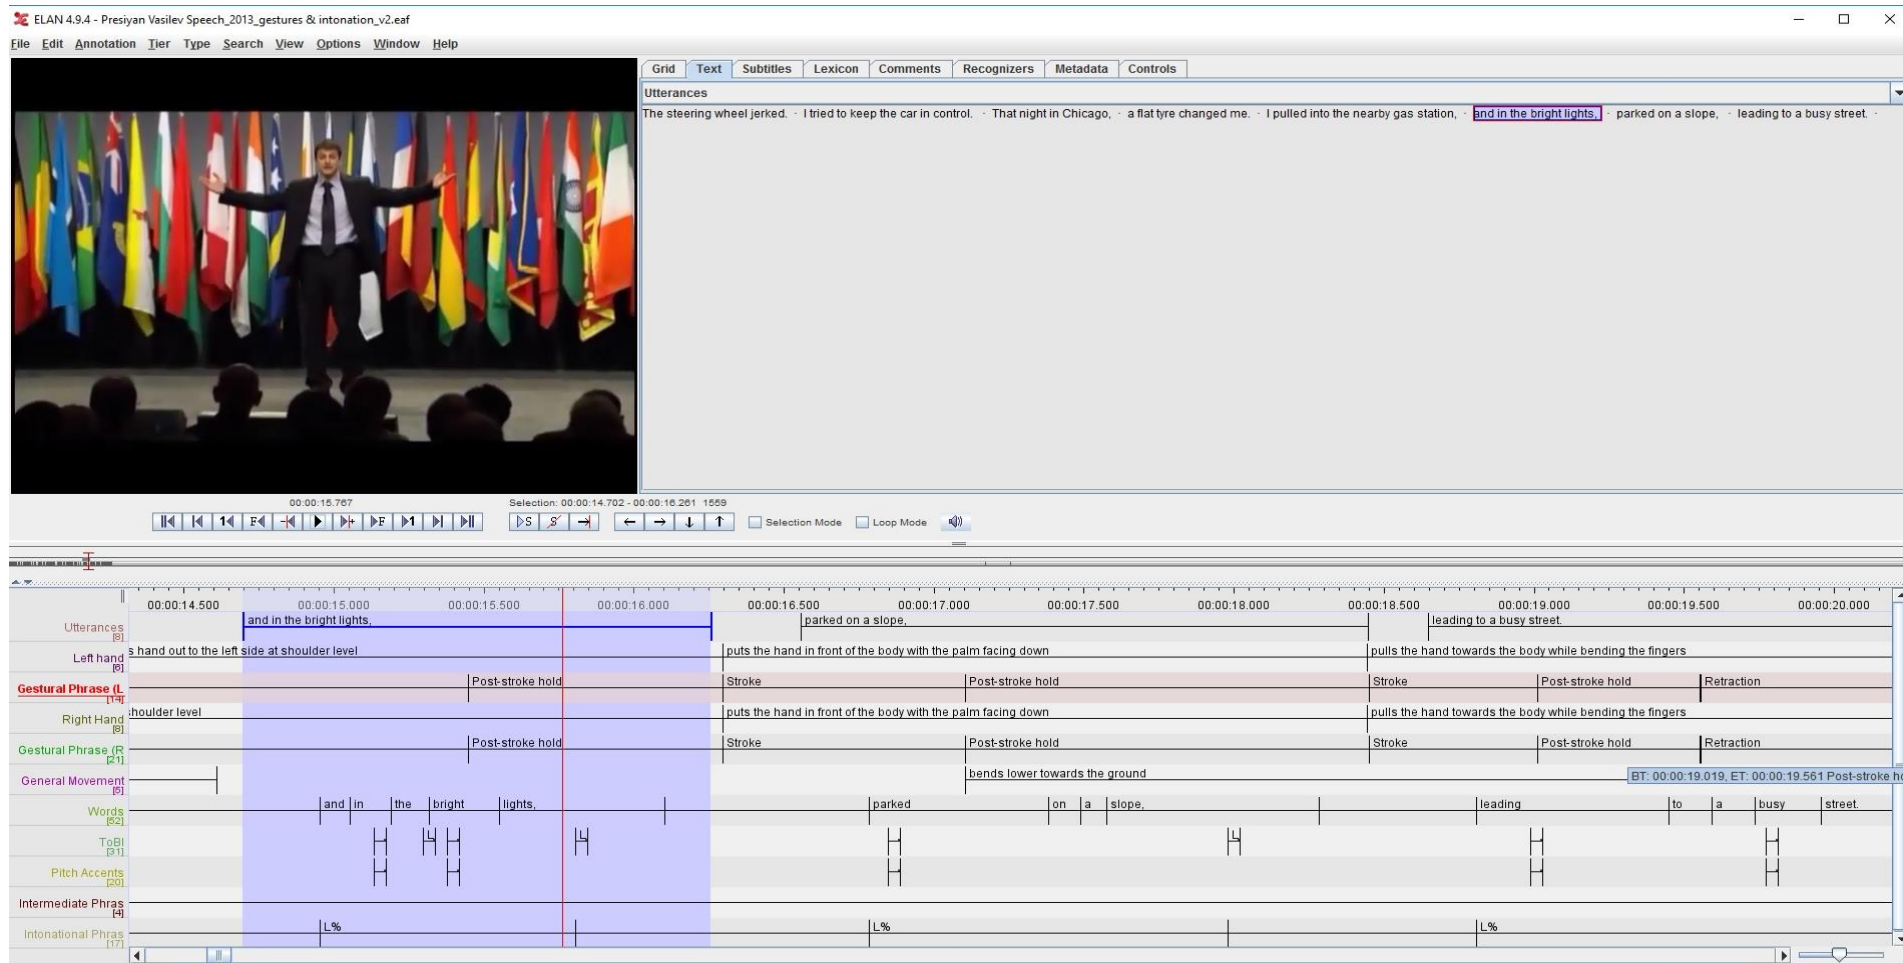 ELAN 4.9.4 - Presiyan Vasilev Speech_2013_gestures & intonation_v2.eaf
File Edit Annotation Tier Type Search View Options Window Help
Grid Text Subtitles Lexicon Comments Recognizers Metadata Controls
Utterances
The steering wheel jerked. · I tried to keep the car in control. · That night in Chicago, · a flat tyre changed me. · I pulled into the nearby gas station, · and in the bright lights, · parked on a slope, · leading to a busy street. ·
00:00:15.767 Selection: 00:00:14.702 - 00:00:16.261 1559
1 F F 1 S S Selection Mode Loop Mode
00:00:14.500 00:00:15.000 00:00:15.500 00:00:16.000 00:00:16.500 00:00:17.000 00:00:17.500 00:00:18.000 00:00:18.500 00:00:19.000 00:00:19.500 00:00:20.000
Utterances [8] and in the bright lights, parked on a slope, leading to a busy street.
Left hand [6] s hand out to the left side at shoulder level puts the hand in front of the body with the palm facing down pulls the hand towards the body while bending the fingers
Gestural Phrase (L [14] Post-stroke hold Stroke Post-stroke hold Stroke Post-stroke hold Retraction
Right Hand [8] houlder level puts the hand in front of the body with the palm facing down pulls the hand towards the body while bending the fingers
Gestural Phrase (R [21] Post-stroke hold Stroke Post-stroke hold Stroke Post-stroke hold Retraction
General Movement [5] bends lower towards the ground BT: 00:00:19.019, ET: 00:00:19.561 Post-stroke ho
Words [52] and in the bright lights, parked on a slope, leading to a busy street.
ToBI [31]
Pitch Accents [20]
Intermediate Phras [4]
Intonational Phras [17] L% L% L%